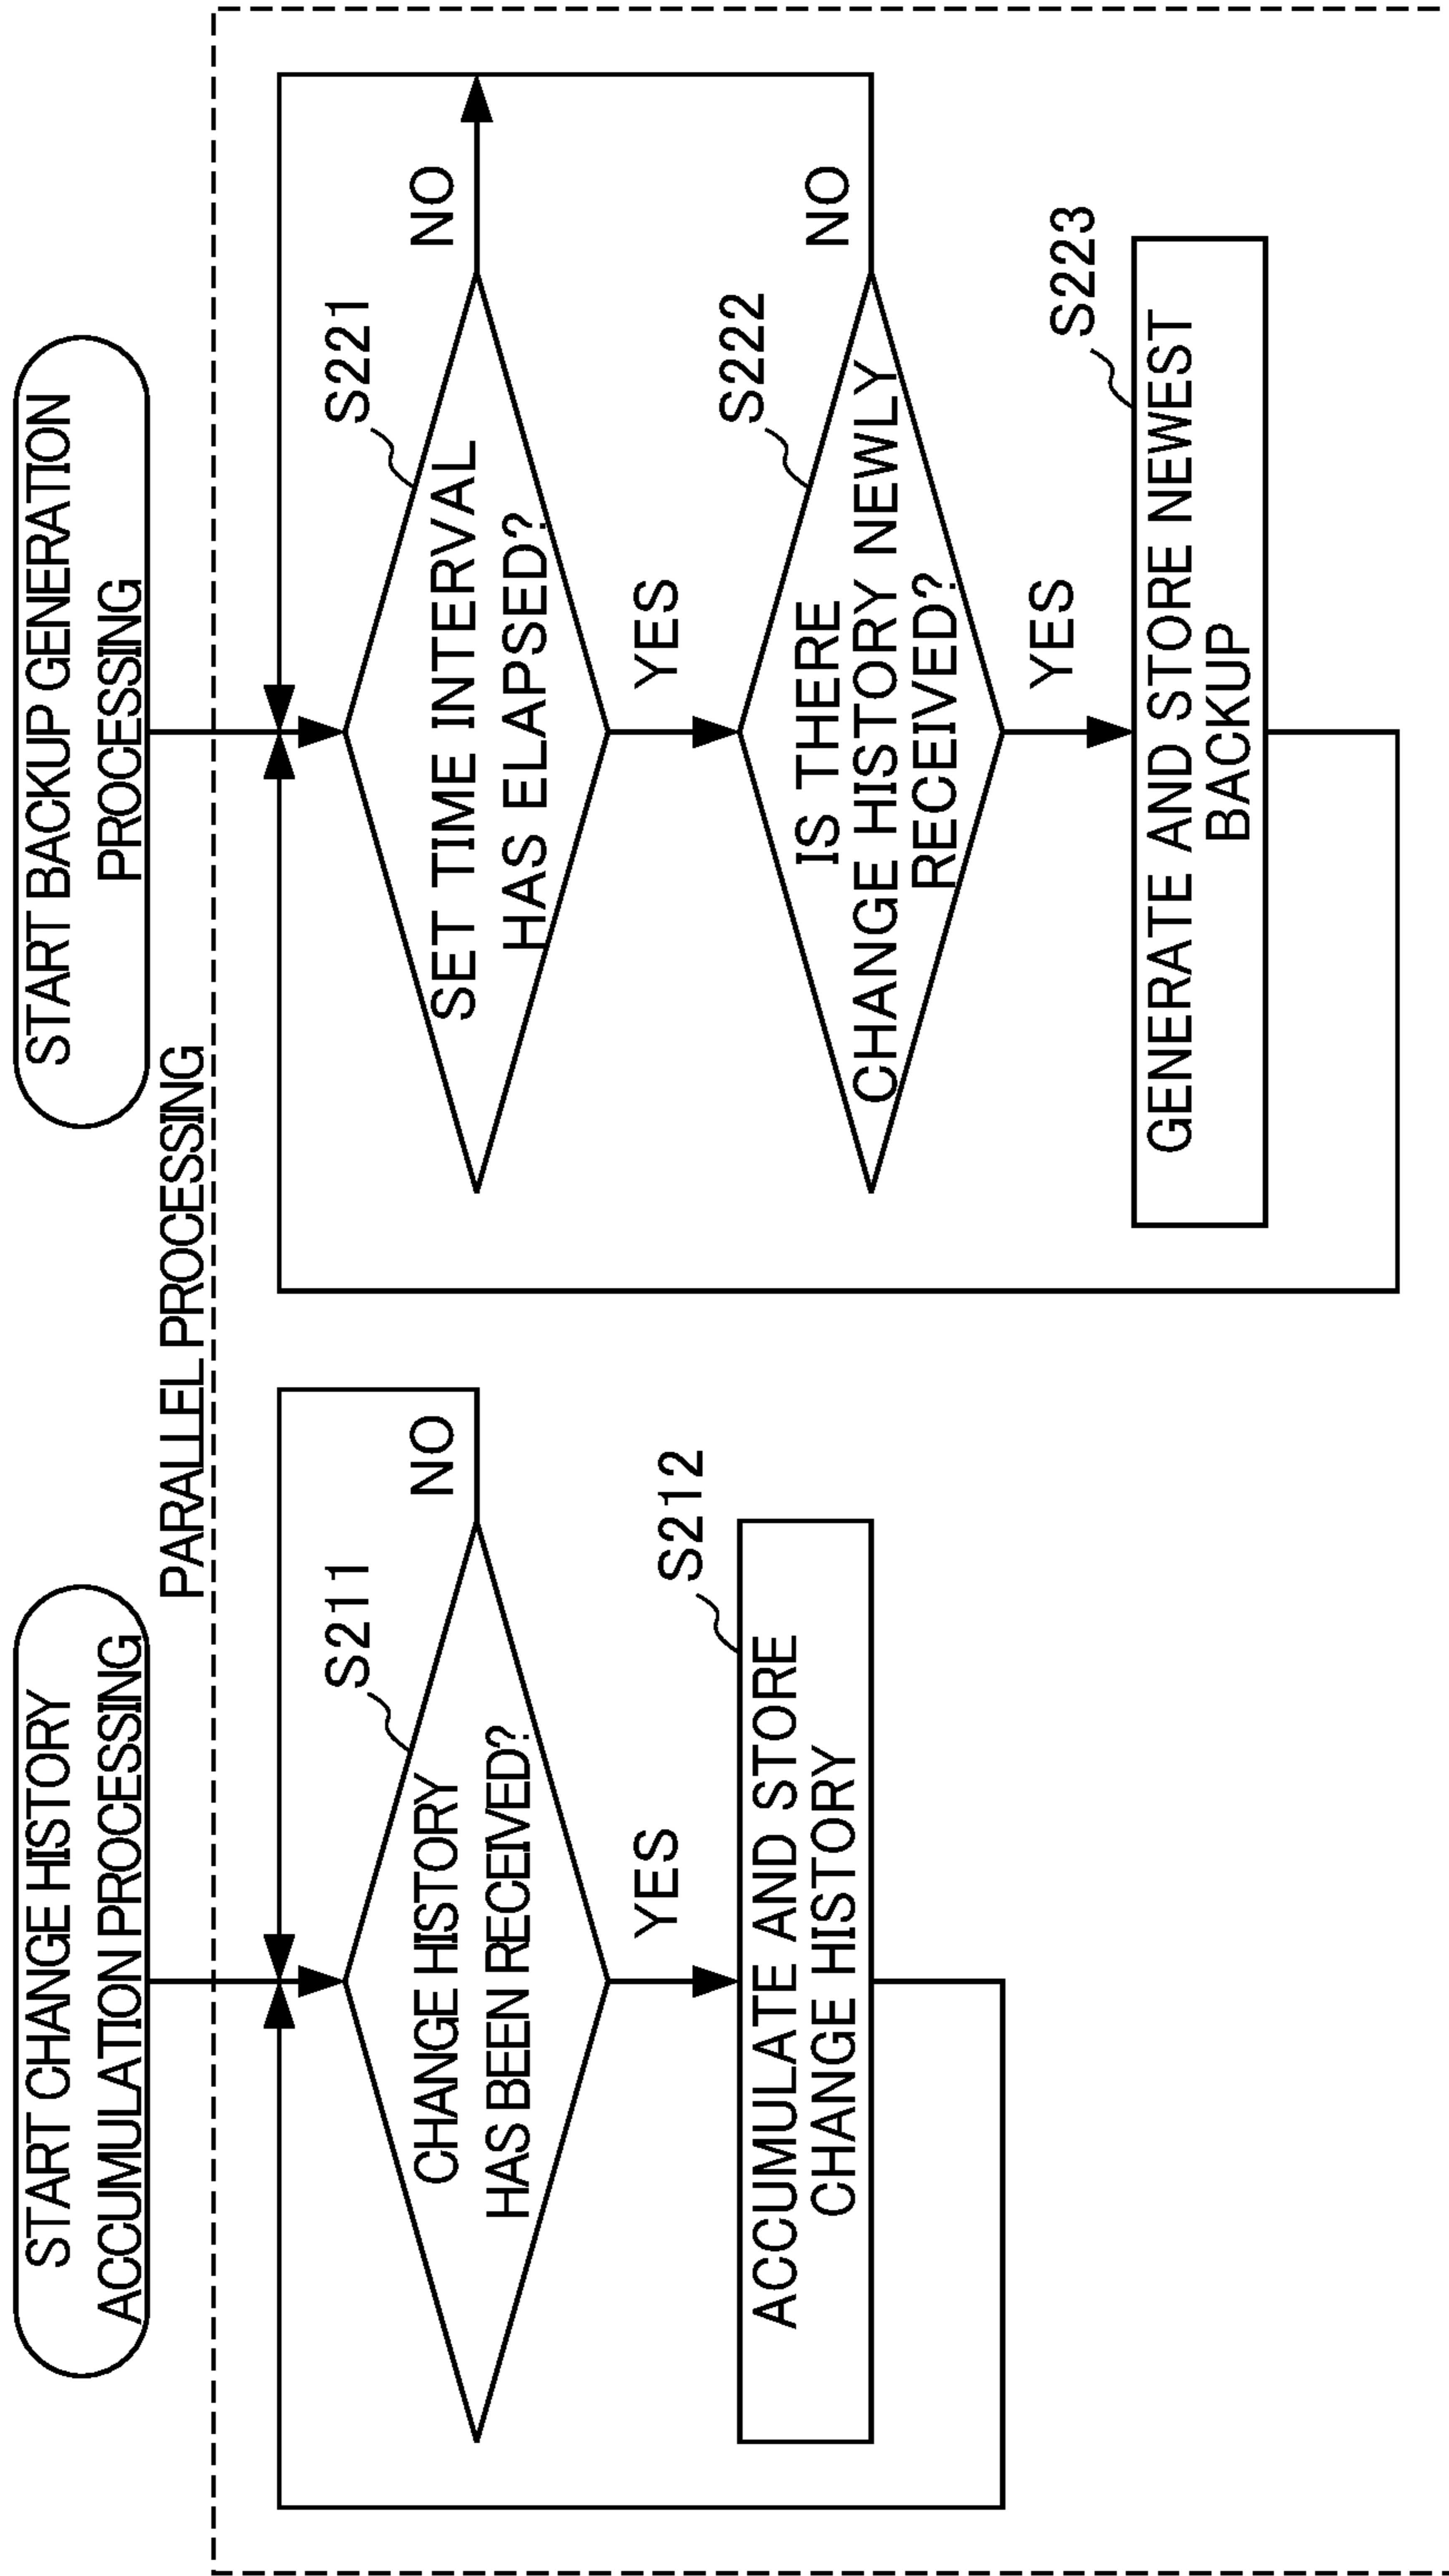 START CHANGE HISTORY
ACCUMULATION PROCESSING
PARALLEL PROCESSING
CHANGE HISTORY
HAS BEEN RECEIVED?
S211
NO
YES
S212
ACCUMULATE AND STORE
CHANGE HISTORY
START BACKUP GENERATION
PROCESSING
SET TIME INTERVAL
HAS ELAPSED?
S221
NO
YES
IS THERE
CHANGE HISTORY NEWLY
RECEIVED?
S222
NO
YES
S223
GENERATE AND STORE NEWEST
BACKUP